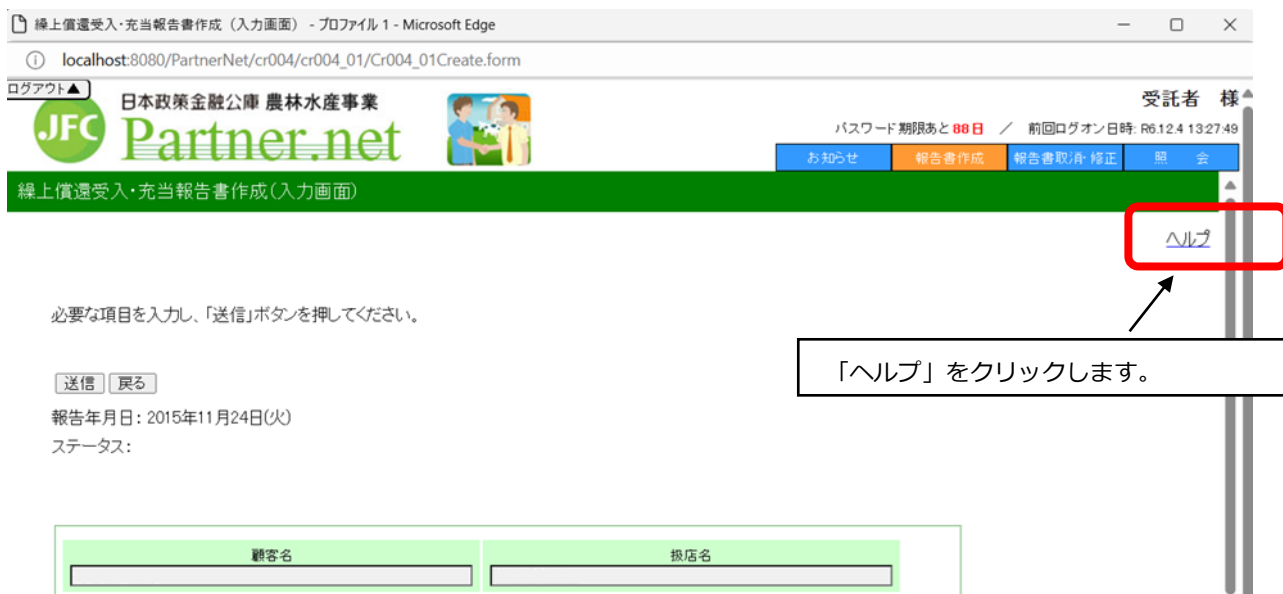 繰上償還受入・充当報告書作成（入力画面） - プロファイル 1 - Microsoft Edge
localhost:8080/PartnerNet/cr004/cr004_01/Cr004_01Create.form
ログアウト▲
JFC
日本政策金融公庫 農林水産事業
Partner.net
受託者 様
パスワード期限あと 88日 ／ 前回ログオン日時: R6.12.4 13:27:49
お知らせ 報告書作成 報告書取消・修正 照 会
繰上償還受入・充当報告書作成(入力画面)
ヘルプ
必要な項目を入力し、「送信」ボタンを押してください。
「ヘルプ」をクリックします。
送信 戻る
報告年月日: 2015年11月24日(火)
ステータス:
顧客名 扱店名